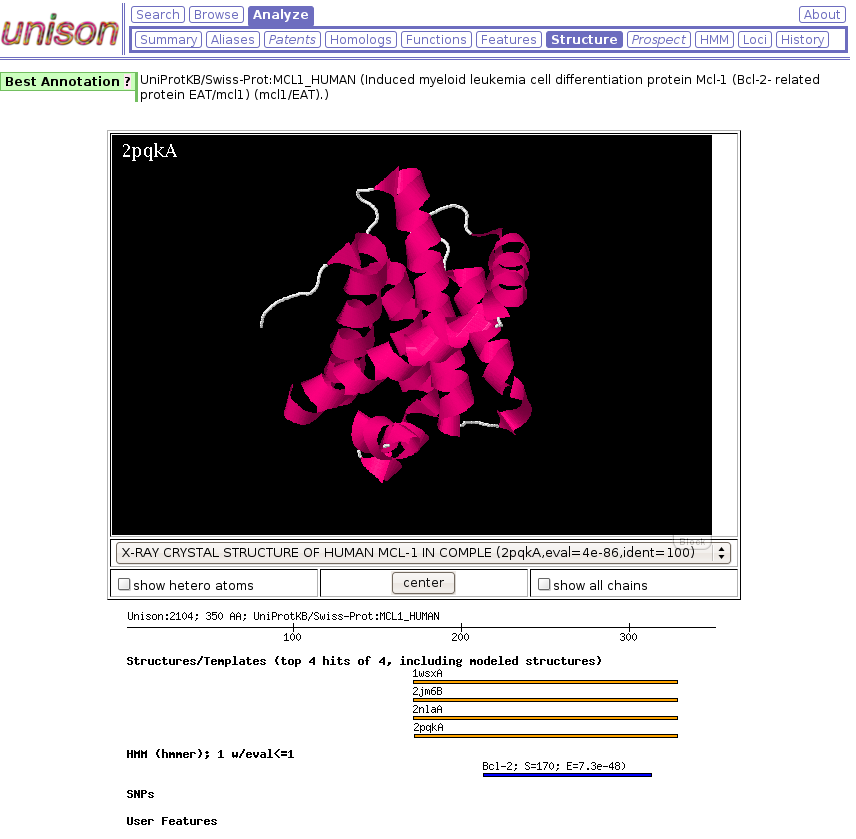 unison
Search Browse Analyze About
Summary Aliases Patents Homologs Functions Features Structure Prospect HMM Loci History
Best Annotation ? UniProtKB/Swiss-Prot:MCL1_HUMAN (Induced myeloid leukemia cell differentiation protein Mcl-1 (Bcl-2- related
protein EAT/mcl1) (mcl1/EAT).)
2pqkA
X-RAY CRYSTAL STRUCTURE OF HUMAN MCL-1 IN COMPLE (2pqkA,eval=4e-86,ident=100)
show hetero atoms center show all chains
Unison:2104; 350 AA; UniProtKB/Swiss-Prot:MCL1_HUMAN
100 200 300
Structures/Templates (top 4 hits of 4, including modeled structures)
1wsxA
2jm6B
2nlaA
2pqkA
HMM (hmmer); 1 w/eval<=1
Bcl-2; S=170; E=7.3e-48)
SNPs
User Features